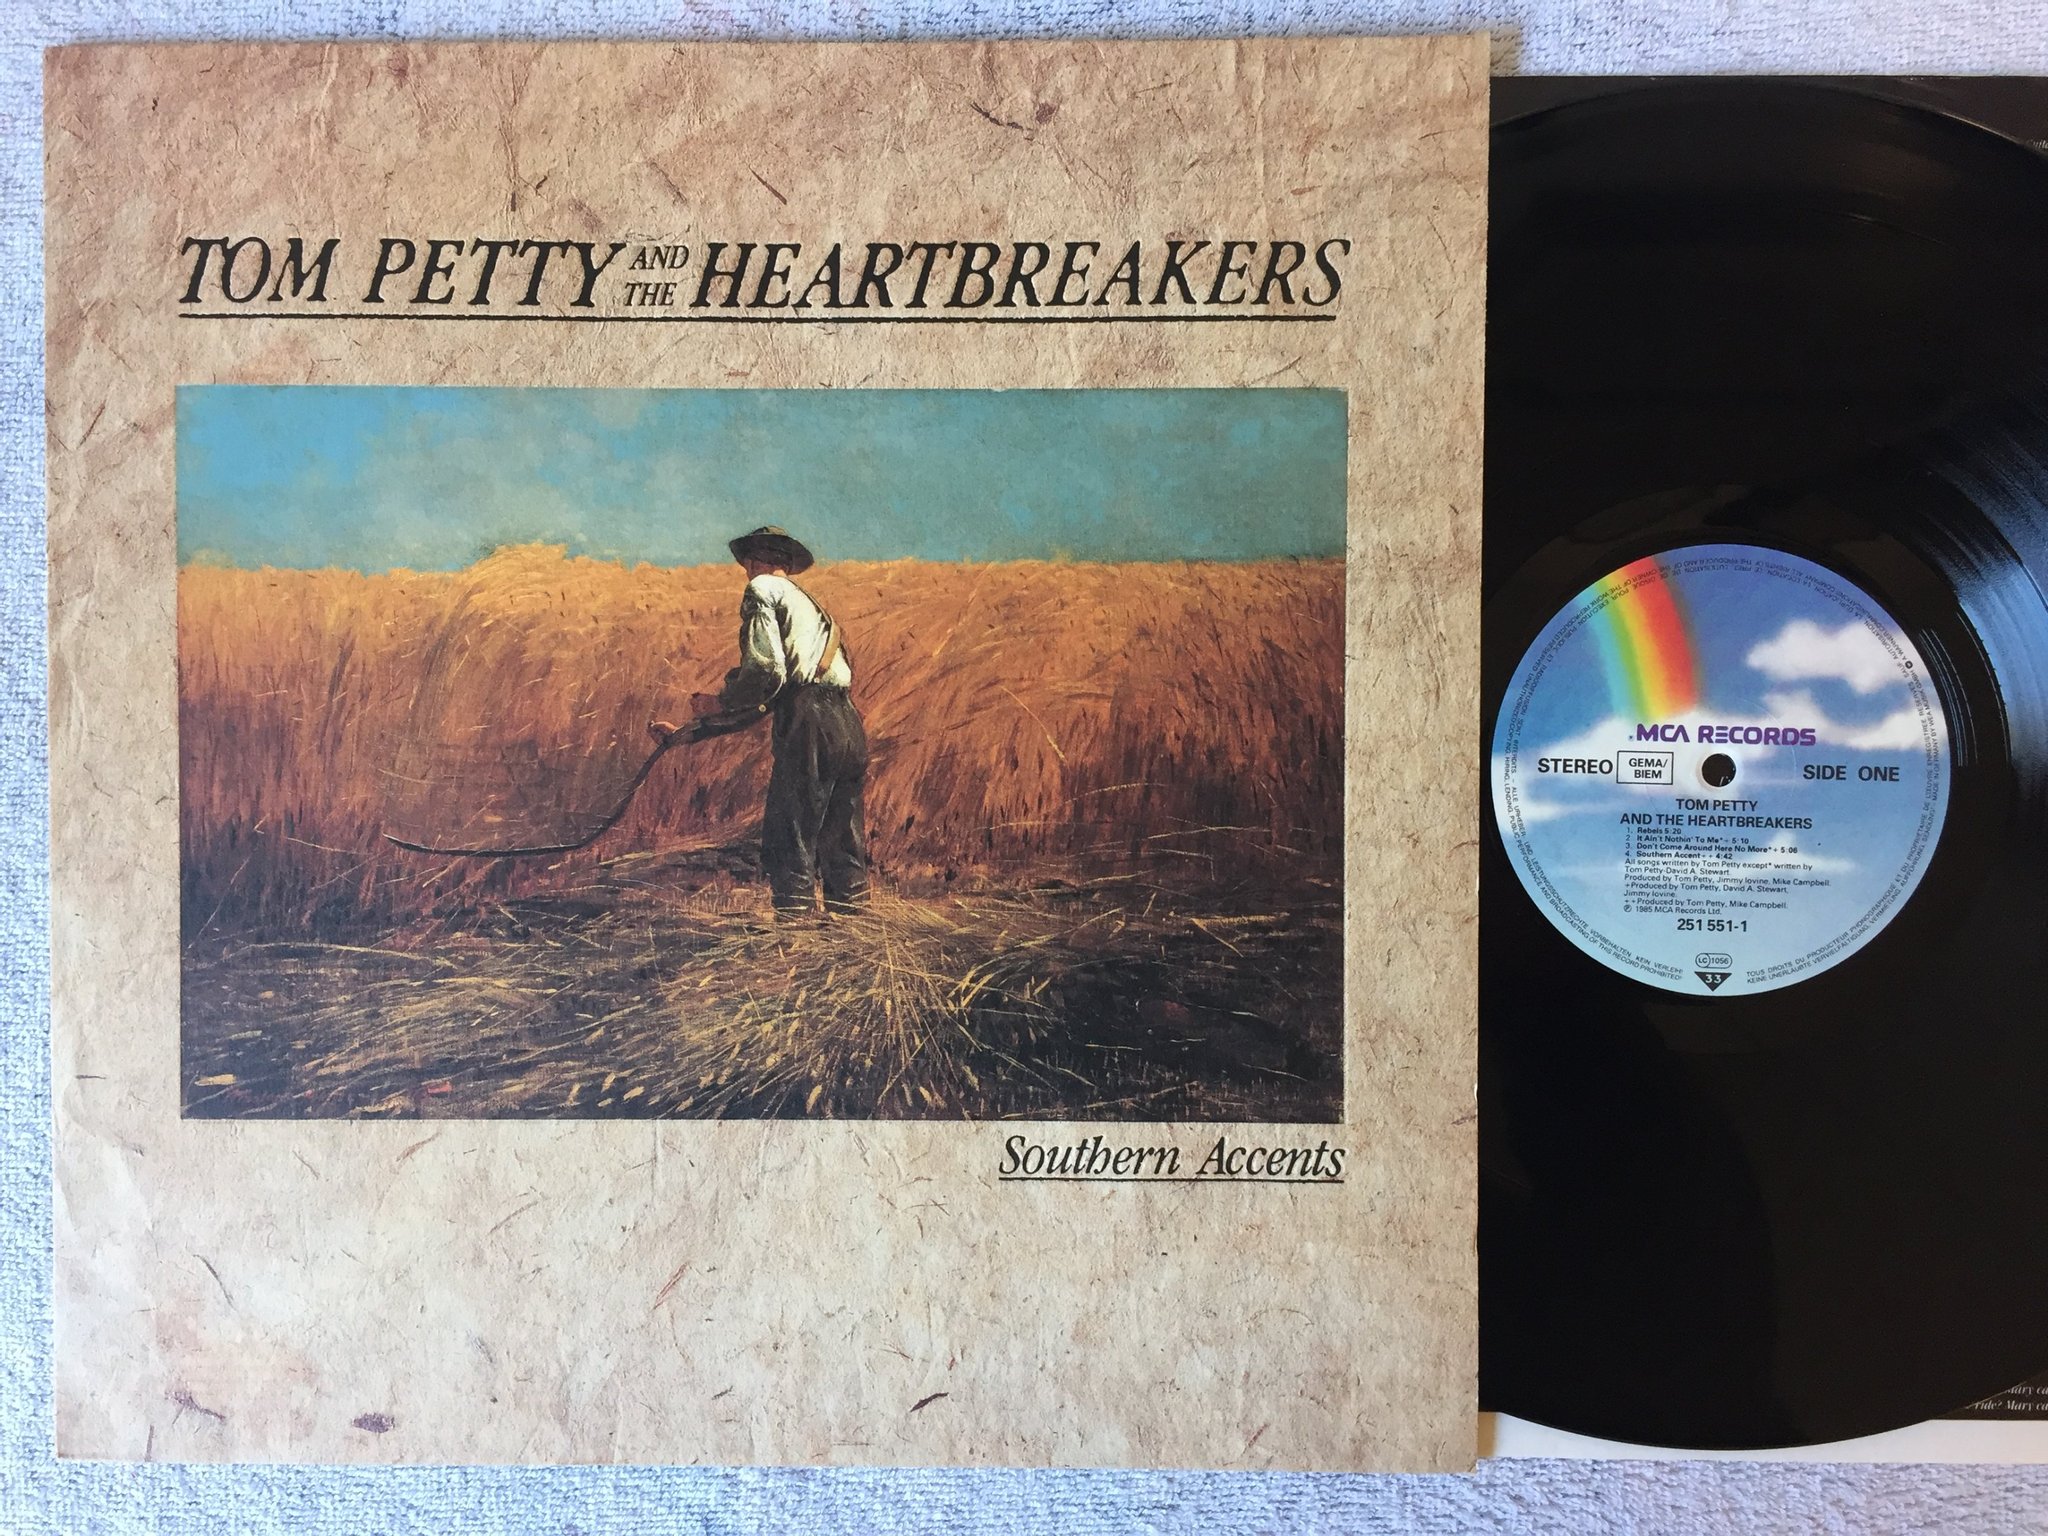 TOM PETTY AND THE HEARTBREAKERS
Southern Accents
MCA RECORDS
STEREO
GEMA/
BIEM
SIDE ONE
TOM PETTY
AND THE HEARTBREAKERS
1. Rebels 5:20
2. It Ain't Nothin' To Me*+ 5:10
3. Don't Come Around Here No More*+ 5:06
4. Southern Accent++ 4:42
All songs written by Tom Petty except* written by
Tom Petty-David A. Stewart.
Produced by Tom Petty, Jimmy Iovine, Mike Campbell.
+Produced by Tom Petty, David A. Stewart,
Jimmy Iovine.
++Produced by Tom Petty, Mike Campbell.
℗ 1985 MCA Records Ltd.
251 551-1
LC 1056
33
ride? Mary ca